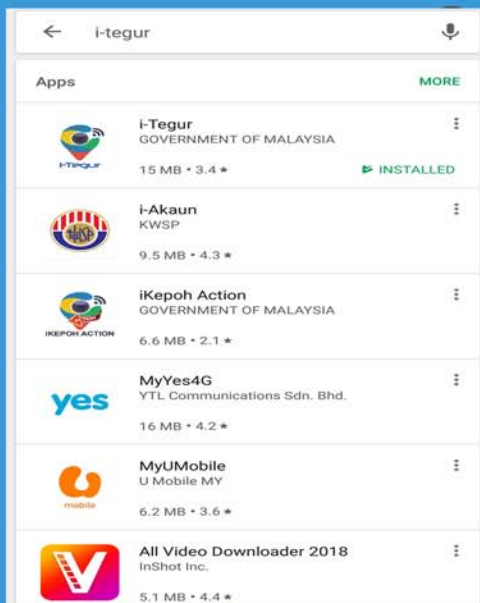 i-tegur
Apps MORE
i-Tegur
GOVERNMENT OF MALAYSIA
15 MB • 3.4 ★ INSTALLED
i-Tegur
i-Akaun
KWSP
9.5 MB • 4.3 ★
KWSP
iKepoh Action
GOVERNMENT OF MALAYSIA
6.6 MB • 2.1 ★
IKEPOH ACTION
MyYes4G
YTL Communications Sdn. Bhd.
16 MB • 4.2 ★
yes
MyUMobile
U Mobile MY
6.2 MB • 3.6 ★
mobile
All Video Downloader 2018
InShot Inc.
5.1 MB • 4.4 ★